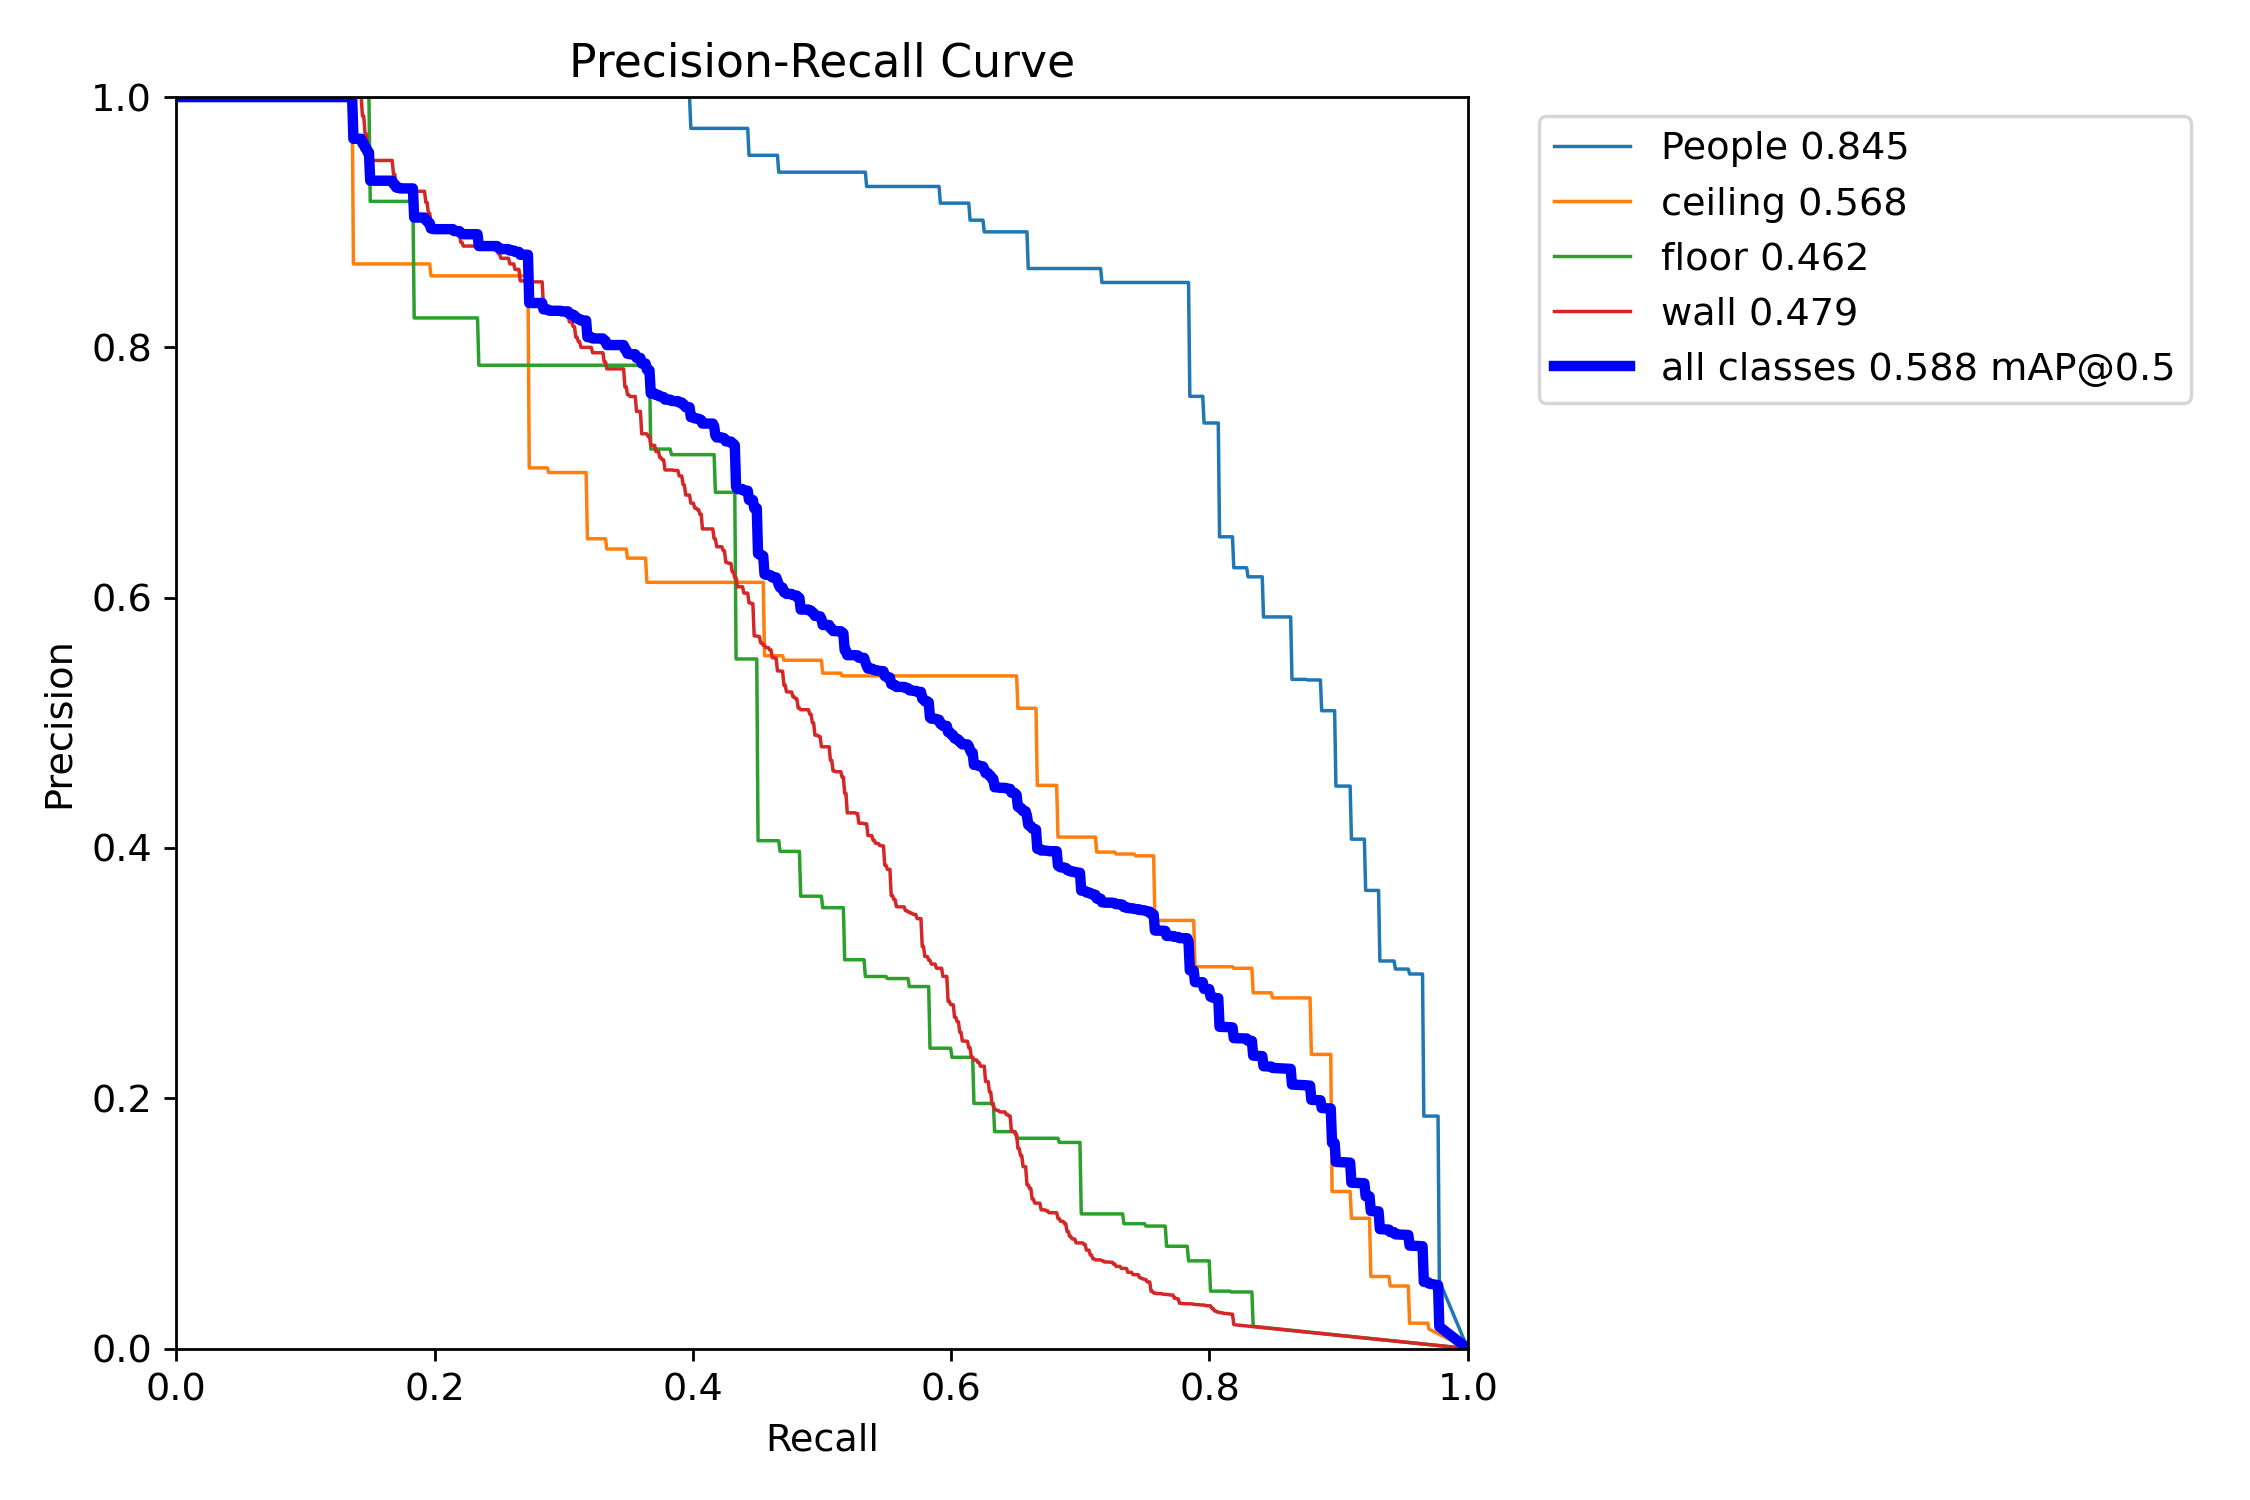 Precision-Recall Curve
1.0
0.8
0.6
0.4
0.2
0.0
Precision
0.0 0.2 0.4 0.6 0.8 1.0
Recall
People 0.845
ceiling 0.568
floor 0.462
wall 0.479
all classes 0.588 mAP@0.5